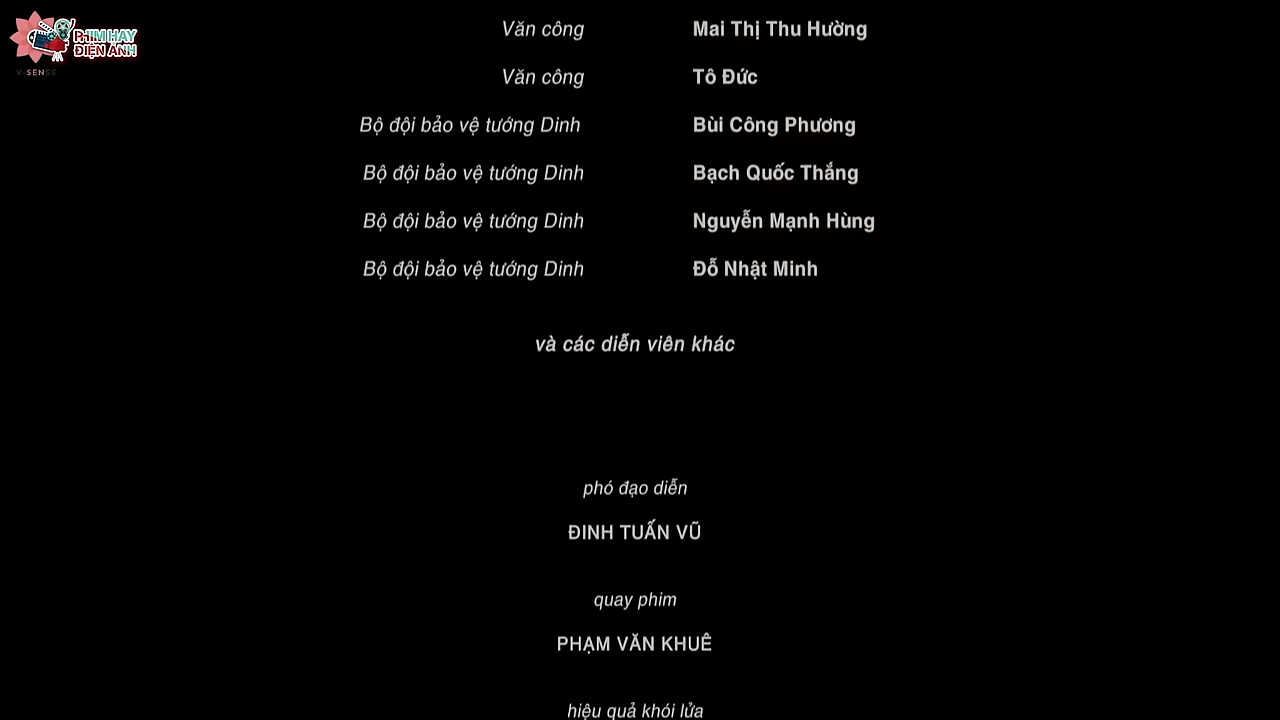 PHIM HAY
ĐIỆN ẢNH
V-SENSE
Văn công Mai Thị Thu Hường
Văn công Tô Đức
Bộ đội bảo vệ tướng Dinh Bùi Công Phương
Bộ đội bảo vệ tướng Dinh Bạch Quốc Thắng
Bộ đội bảo vệ tướng Dinh Nguyễn Mạnh Hùng
Bộ đội bảo vệ tướng Dinh Đỗ Nhật Minh
và các diễn viên khác
phó đạo diễn
ĐINH TUẤN VŨ
quay phim
PHẠM VĂN KHUÊ
hiệu quả khói lửa